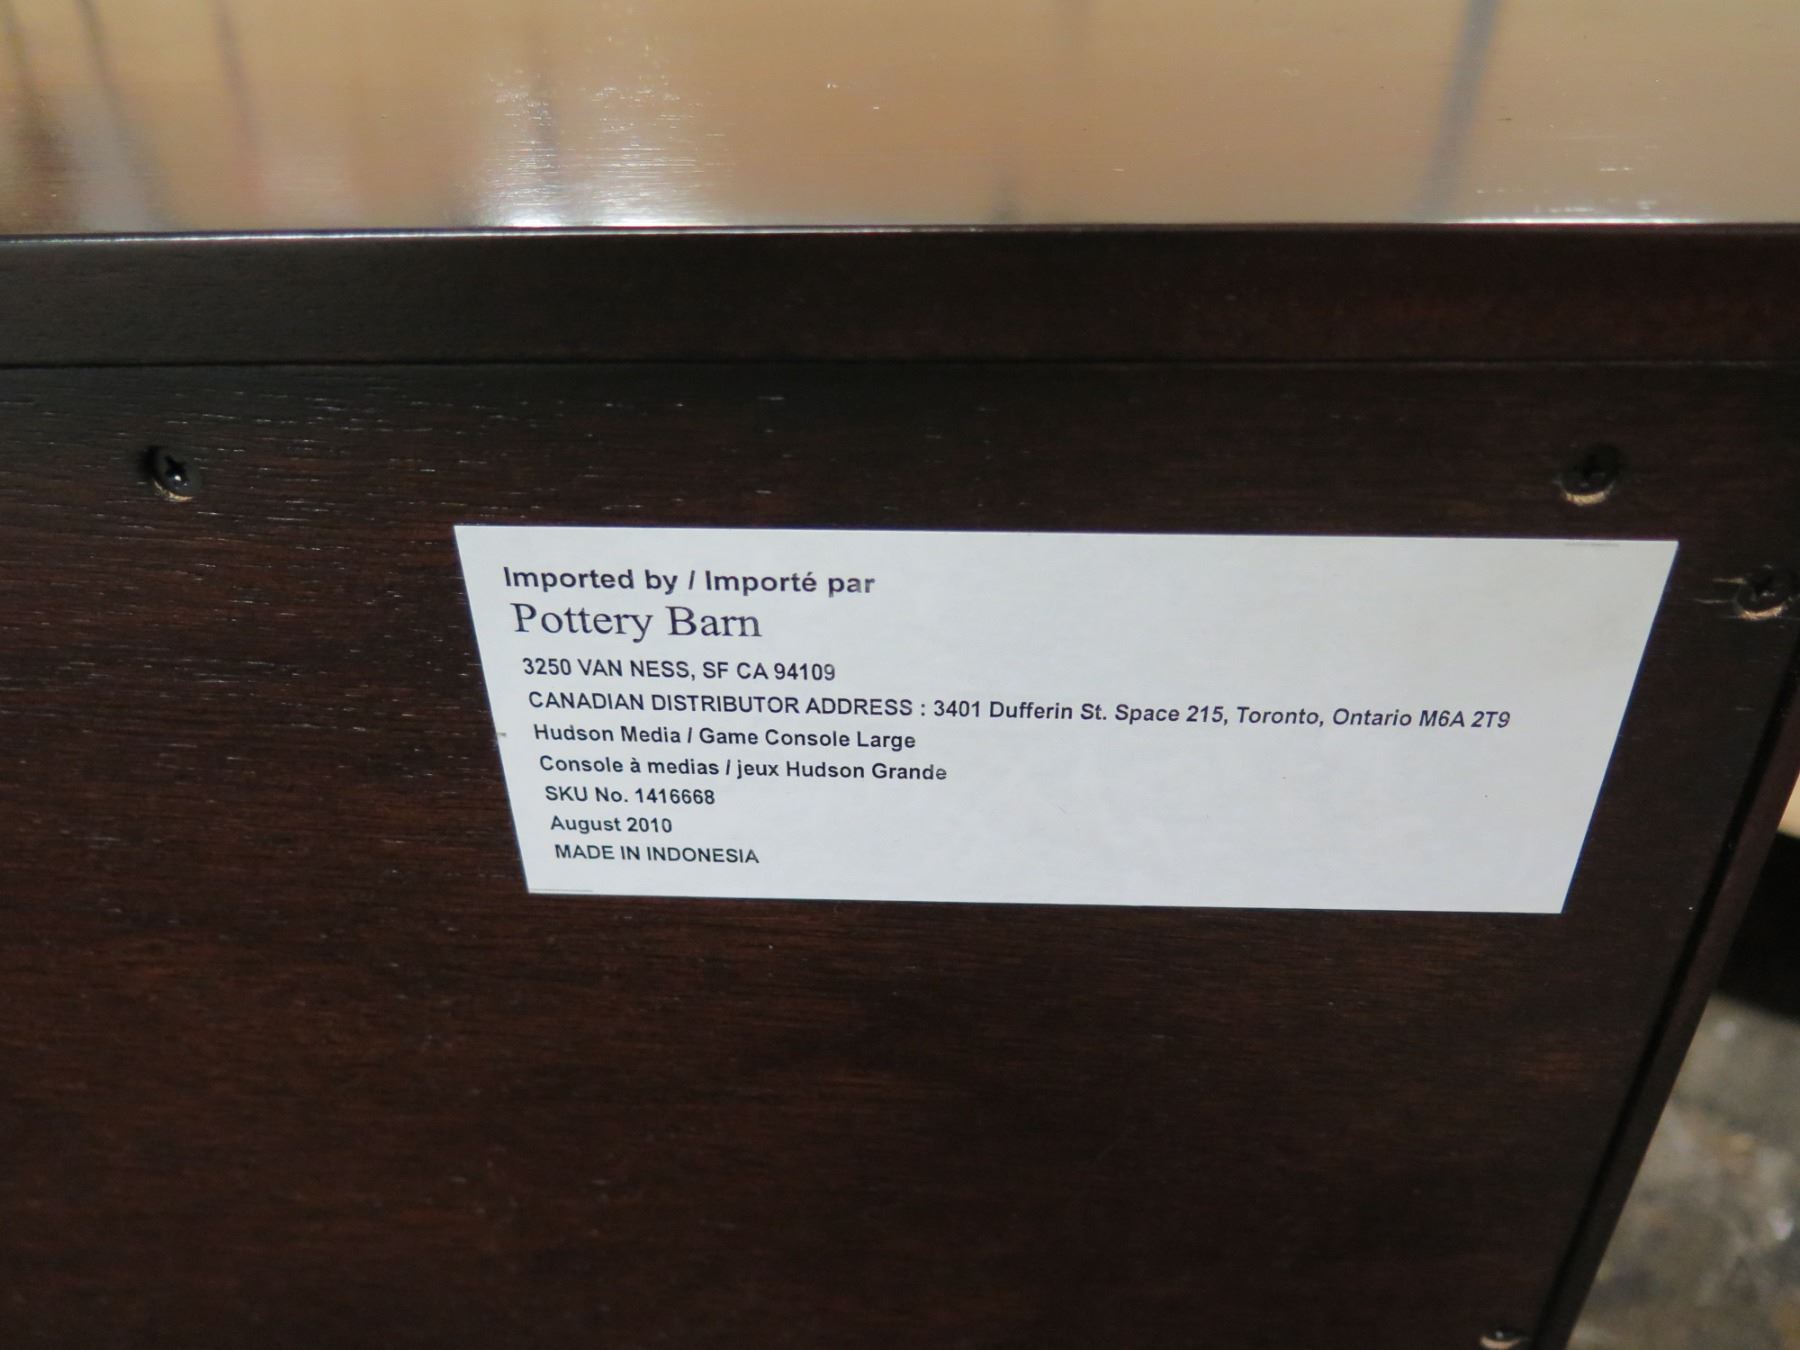 Imported by / Importé par
Pottery Barn
3250 VAN NESS, SF CA 94109
CANADIAN DISTRIBUTOR ADDRESS : 3401 Dufferin St. Space 215, Toronto, Ontario M6A 2T9
Hudson Media / Game Console Large
Console à medias / jeux Hudson Grande
SKU No. 1416668
August 2010
MADE IN INDONESIA